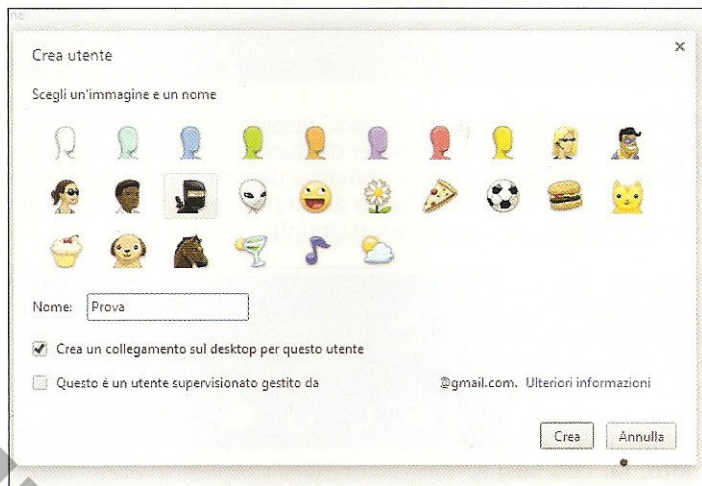 ne
Crea utente
×
Scegli un'immagine e un nome
Nome: Prova
Crea un collegamento sul desktop per questo utente
Questo è un utente supervisionato gestito da @gmail.com. Ulteriori informazioni
Crea Annulla